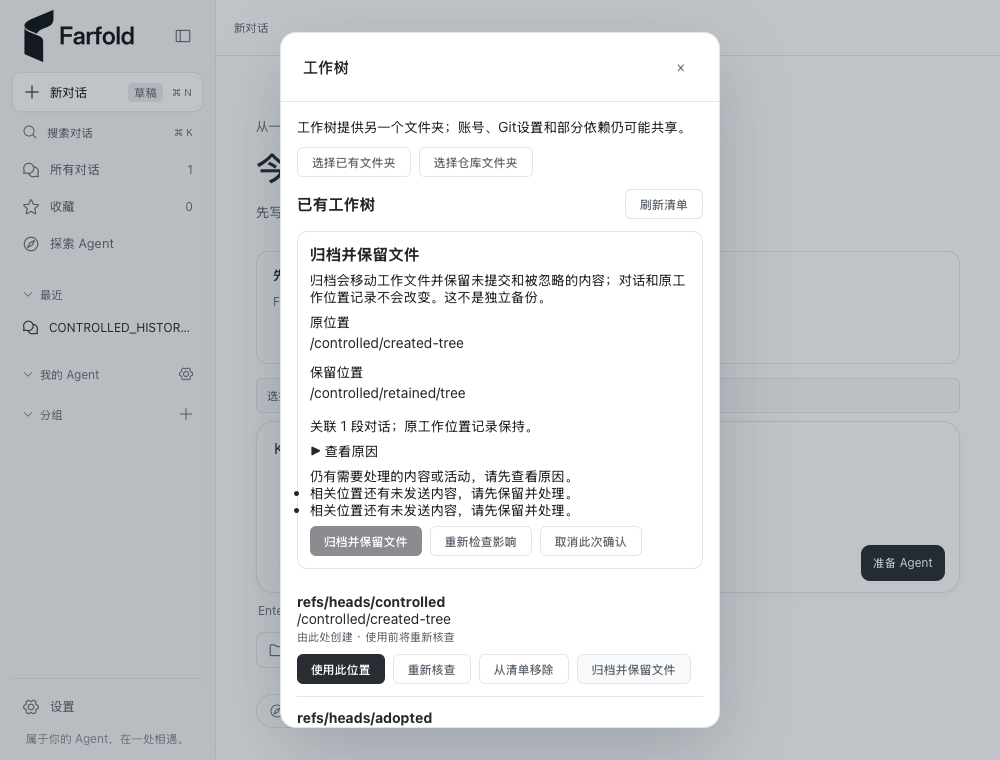 Farfold
新对话
草稿
⌘ N
搜索对话
⌘ K
所有对话
1
收藏
0
探索 Agent
最近
CONTROLLED_HISTOR...
我的 Agent
分组
设置
属于你的 Agent，在一处相遇。
新对话
从一
今
先写
选
准备 Agent
Ente
工作树
×
工作树提供另一个文件夹；账号、Git设置和部分依赖仍可能共享。
选择已有文件夹
选择仓库文件夹
已有工作树
刷新清单
归档并保留文件
归档会移动工作文件并保留未提交和被忽略的内容；对话和原工
作位置记录不会改变。这不是独立备份。
原位置
/controlled/created-tree
保留位置
/controlled/retained/tree
关联 1 段对话；原工作位置记录保持。
▶ 查看原因
仍有需要处理的内容或活动，请先查看原因。
• 相关位置还有未发送内容，请先保留并处理。
• 相关位置还有未发送内容，请先保留并处理。
归档并保留文件
重新检查影响
取消此次确认
refs/heads/controlled
/controlled/created-tree
由此处创建 · 使用前将重新核查
使用此位置
重新核查
从清单移除
归档并保留文件
refs/heads/adopted